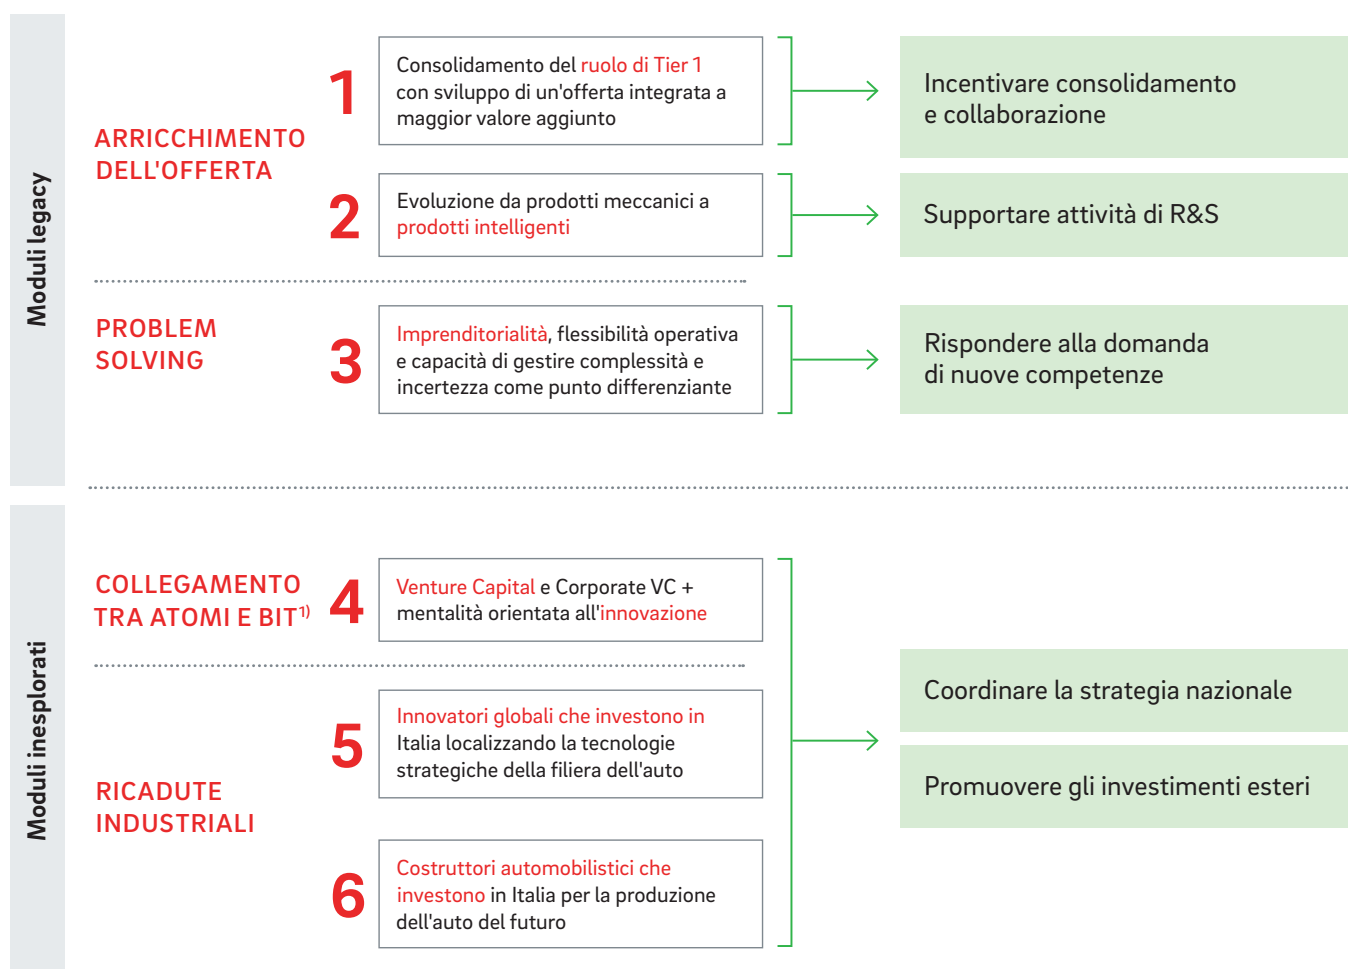 Moduli legacy
ARRICCHIMENTO
DELL'OFFERTA
1
Consolidamento del ruolo di Tier 1
con sviluppo di un'offerta integrata a
maggior valore aggiunto
Incentivare consolidamento
e collaborazione
2
Evoluzione da prodotti meccanici a
prodotti intelligenti
Supportare attività di R&S
PROBLEM
SOLVING
3
Imprenditorialità, flessibilità operativa
e capacità di gestire complessità e
incertezza come punto differenziante
Rispondere alla domanda
di nuove competenze
Moduli inesplorati
COLLEGAMENTO
TRA ATOMI E BIT1)
4
Venture Capital e Corporate VC +
mentalità orientata all'innovazione
RICADUTE
INDUSTRIALI
5
Innovatori globali che investono in
Italia localizzando la tecnologie
strategiche della filiera dell'auto
6
Costruttori automobilistici che
investono in Italia per la produzione
dell'auto del futuro
Coordinare la strategia nazionale
Promuovere gli investimenti esteri